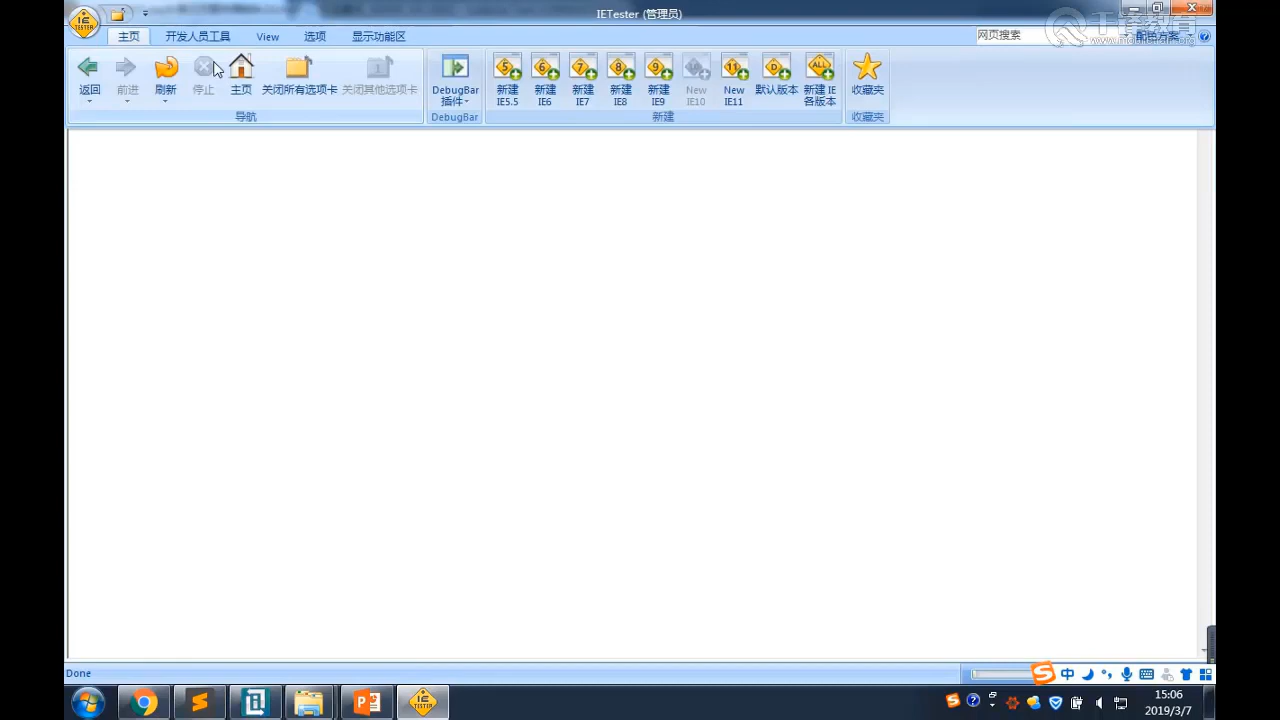 IETester (管理员)
主页 开发人员工具 View 选项 显示功能区 网页搜索
千锋教育
返回 前进 刷新 停止 主页 关闭所有选项卡 关闭其他选项卡 DebugBar 插件 新建 IE5.5 新建 IE6 新建 IE7 新建 IE8 新建 IE9 New IE10 New IE11 默认版本 新建 IE 各版本 收藏夹
导航 DebugBar 新建 收藏夹
Done
中
15:06
2019/3/7